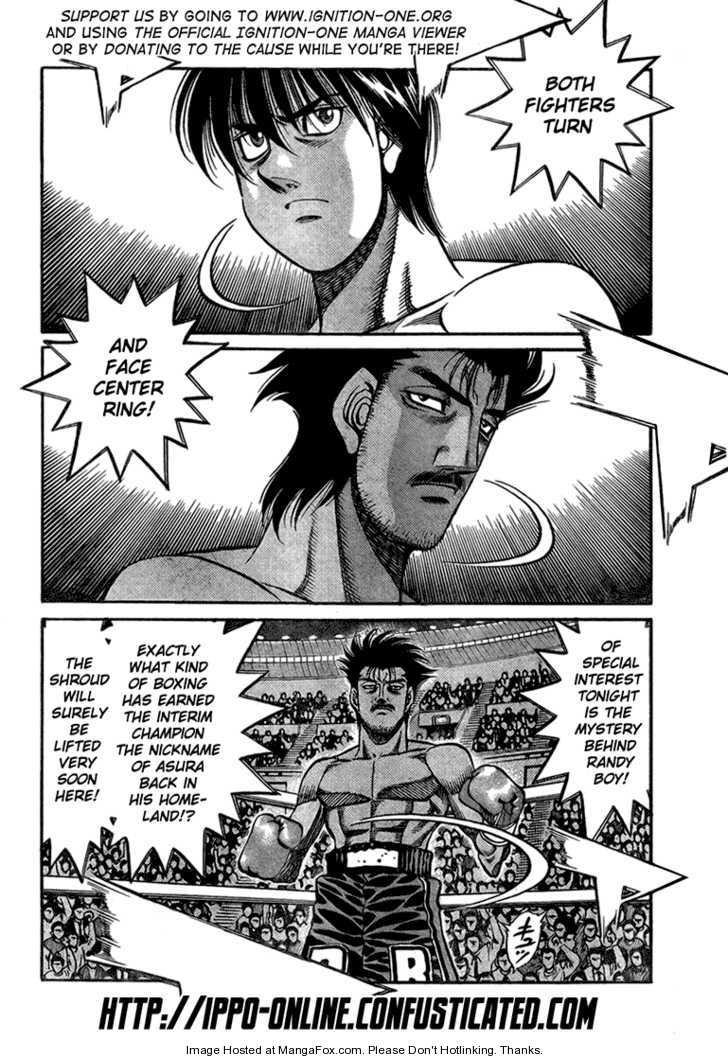 SUPPORT US BY GOING TO WWW.IGNITION-ONE.ORG
AND USING THE OFFICIAL IGNITION-ONE MANGA VIEWER
OR BY DONATING TO THE CAUSE WHILE YOU'RE THERE!
BOTH
FIGHTERS
TURN
AND
FACE
CENTER
RING!
OF
SPECIAL
INTEREST
TONIGHT
IS THE
MYSTERY
BEHIND
RANDY
BOY!
EXACTLY
WHAT KIND
OF BOXING
HAS EARNED
THE INTERIM
CHAMPION
THE NICKNAME
OF ASURA
BACK IN
HIS HOME-
LAND!?
THE
SHROUD
WILL
SURELY
BE
LIFTED
VERY
SOON
HERE!
HTTP://IPPO-ONLINE.CONFUSTICATED.COM
Image Hosted at MangaFox.com. Please Don't Hotlinking. Thanks.